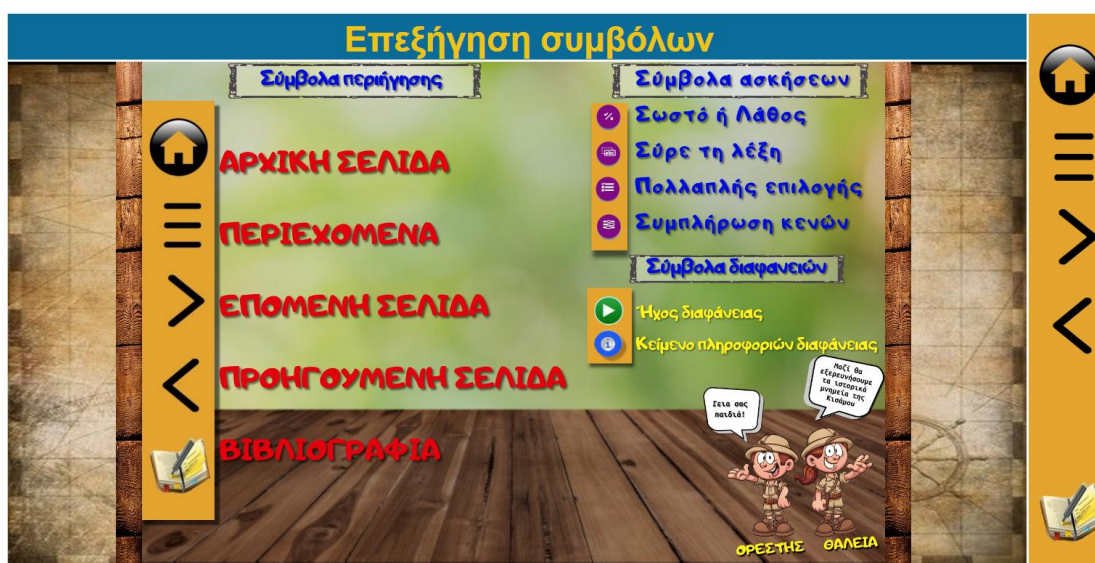 Επεξήγηση συμβόλων
Σύμβολα περιήγησης
ΑΡΧΙΚΗ ΣΕΛΙΔΑ
ΠΕΡΙΕΧΟΜΕΝΑ
ΕΠΟΜΕΝΗ ΣΕΛΙΔΑ
ΠΡΟΗΓΟΥΜΕΝΗ ΣΕΛΙΔΑ
ΒΙΒΛΙΟΓΡΑΦΙΑ
Σύμβολα ασκήσεων
Σωστό ή Λάθος
Σύρε τη λέξη
Πολλαπλής επιλογής
Συμπλήρωση κενών
Σύμβολα διαφανειών
Ήχος διαφάνειας
Κείμενο πληροφοριών διαφάνειας
Γεια σας
παιδιά!
Μαζί θα
εξερευνήσουμε
τα ιστορικά
μνημεία της
Κισάμου
ΟΡΕΣΤΗΣ ΘΑΛΕΙΑ